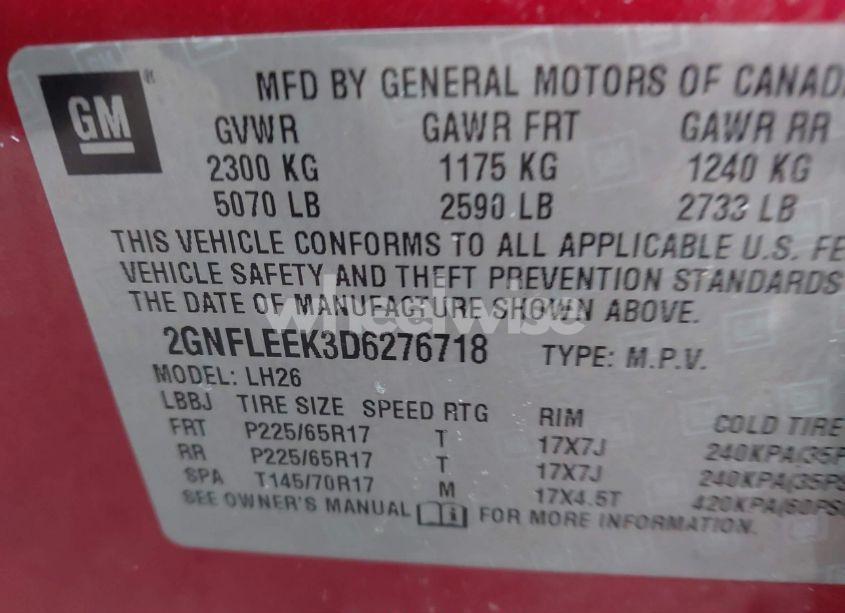 GM
MFD BY GENERAL MOTORS OF CANADA
GVWR GAWR FRT GAWR RR
2300 KG 1175 KG 1240 KG
5070 LB 2590 LB 2733 LB
THIS VEHICLE CONFORMS TO ALL APPLICABLE U.S. FE
VEHICLE SAFETY AND THEFT PREVENTION STANDARDS
THE DATE OF MANUFACTURE SHOWN ABOVE.
wheelwise
2GNFLEEK3D6276718 TYPE: M.P.V.
MODEL: LH26
LBBJ TIRE SIZE SPEED RTG RIM COLD TIRE
FRT P225/65R17 T 17X7J 240KPA(35P
RR P225/65R17 T 17X7J 240KPA(35PS
SPA T145/70R17 M 17X4.5T 420KPA(60PS
SEE OWNER'S MANUAL FOR MORE INFORMATION.